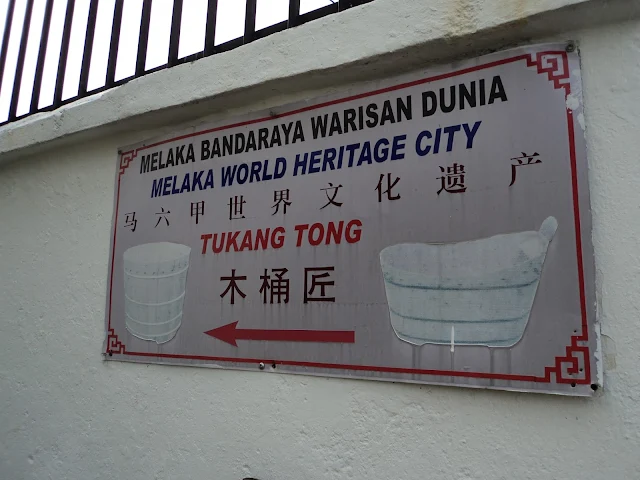 MELAKA BANDARAYA WARISAN DUNIA
MELAKA WORLD HERITAGE CITY
马六甲世界文化遗产
TUKANG TONG
木桶匠